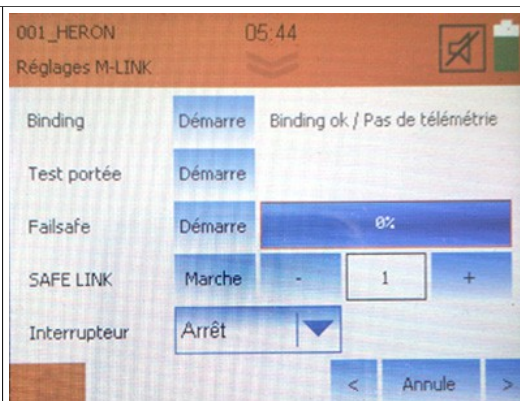 001_HERON 05:44
Réglages M-LINK
Binding Démarre Binding ok / Pas de télémétrie
Test portée Démarre
Failsafe Démarre 0%
SAFE LINK Marche - 1 +
Interrupteur Arrêt
< Annule >